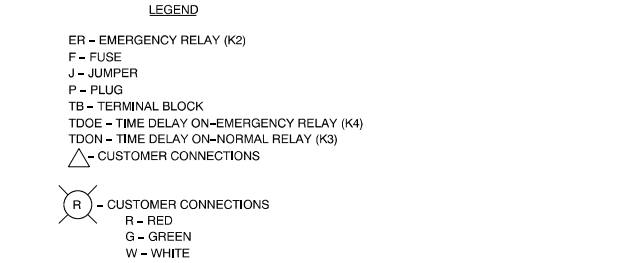 LEGEND
ER – EMERGENCY RELAY (K2)
F – FUSE
J – JUMPER
P – PLUG
TB – TERMINAL BLOCK
TDOE – TIME DELAY ON–EMERGENCY RELAY (K4)
TDON – TIME DELAY ON–NORMAL RELAY (K3)
– CUSTOMER CONNECTIONS
R – CUSTOMER CONNECTIONS
R – RED
G – GREEN
W – WHITE